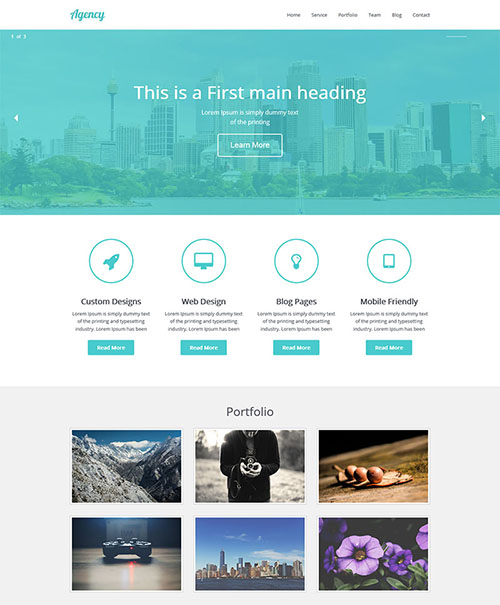 Agency
Home Service Portfolio Team Blog Contact
1 of 3
This is a First main heading
Lorem Ipsum is simply dummy text
of the printing
Learn More
Custom Designs
Lorem Ipsum is simply dummy text
of the printing and typesetting
industry. Lorem Ipsum has been
Read More
Web Design
Lorem Ipsum is simply dummy text
of the printing and typesetting
industry. Lorem Ipsum has been
Read More
Blog Pages
Lorem Ipsum is simply dummy text
of the printing and typesetting
industry. Lorem Ipsum has been
Read More
Mobile Friendly
Lorem Ipsum is simply dummy text
of the printing and typesetting
industry. Lorem Ipsum has been
Read More
Portfolio